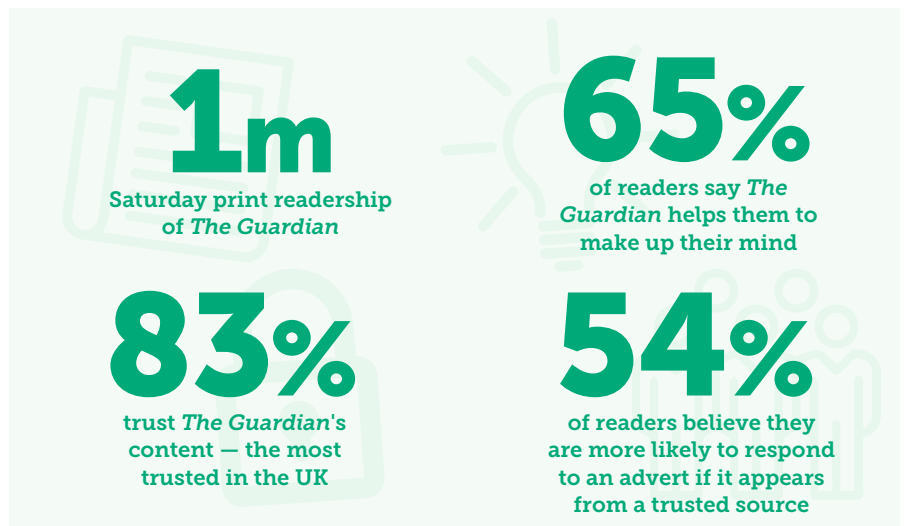 1m
Saturday print readership
of The Guardian
65%
of readers say The
Guardian helps them to
make up their mind
83%
trust The Guardian's
content — the most
trusted in the UK
54%
of readers believe they
are more likely to respond
to an advert if it appears
from a trusted source